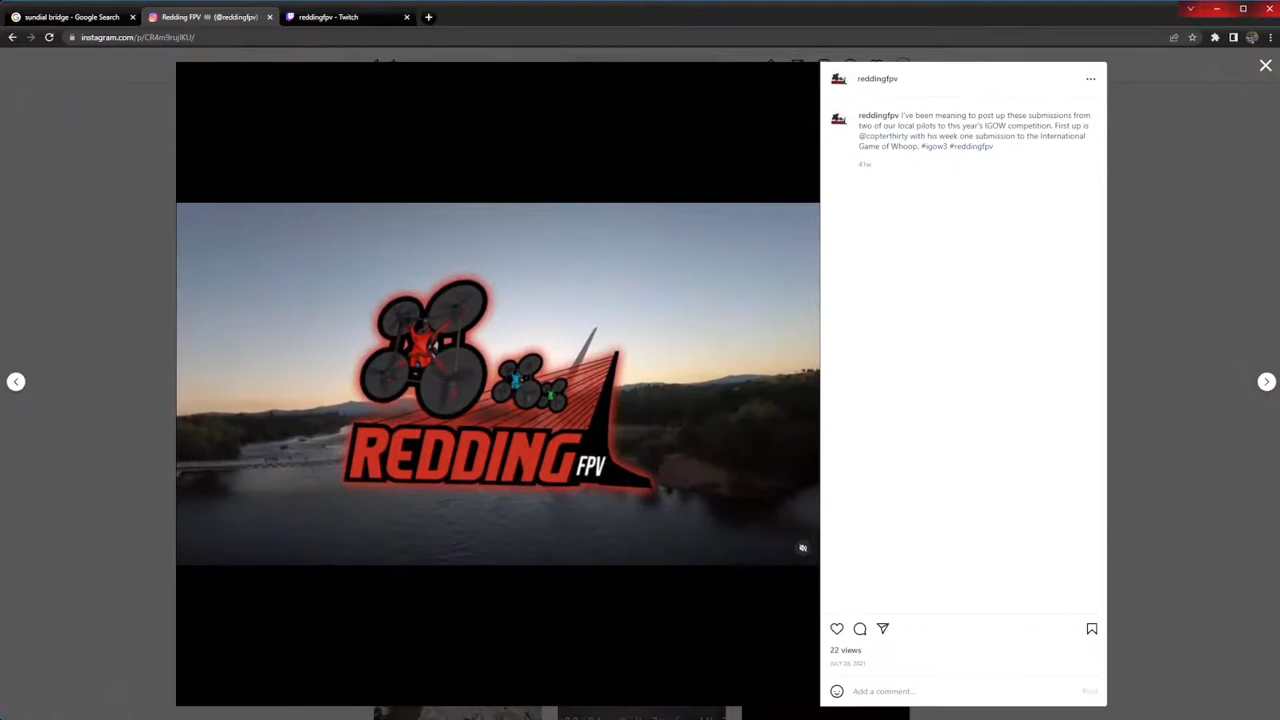 sundial bridge - Google Search
Redding FPV (@reddingfpv)
reddingfpv - Twitch
instagram.com/p/CR4m9rujIKU/
reddingfpv
reddingfpv I've been meaning to post up these submissions from
two of our local pilots to this year's IGOW competition. First up is
@copterthirty with his week one submission to the International
Game of Whoop. #igow3 #reddingfpv
41w
REDDING
FPV
22 views
JULY 28, 2021
Add a comment...
Post